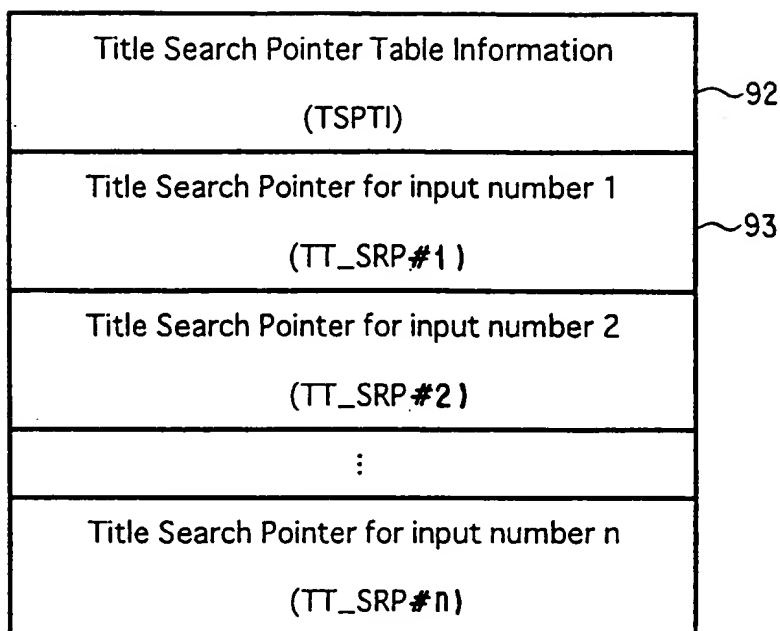 Title Search Pointer Table Information
(TSPTI)
92
Title Search Pointer for input number 1
(TT_SRP#1)
93
Title Search Pointer for input number 2
(TT_SRP#2)
⋮
Title Search Pointer for input number n
(TT_SRP#n)